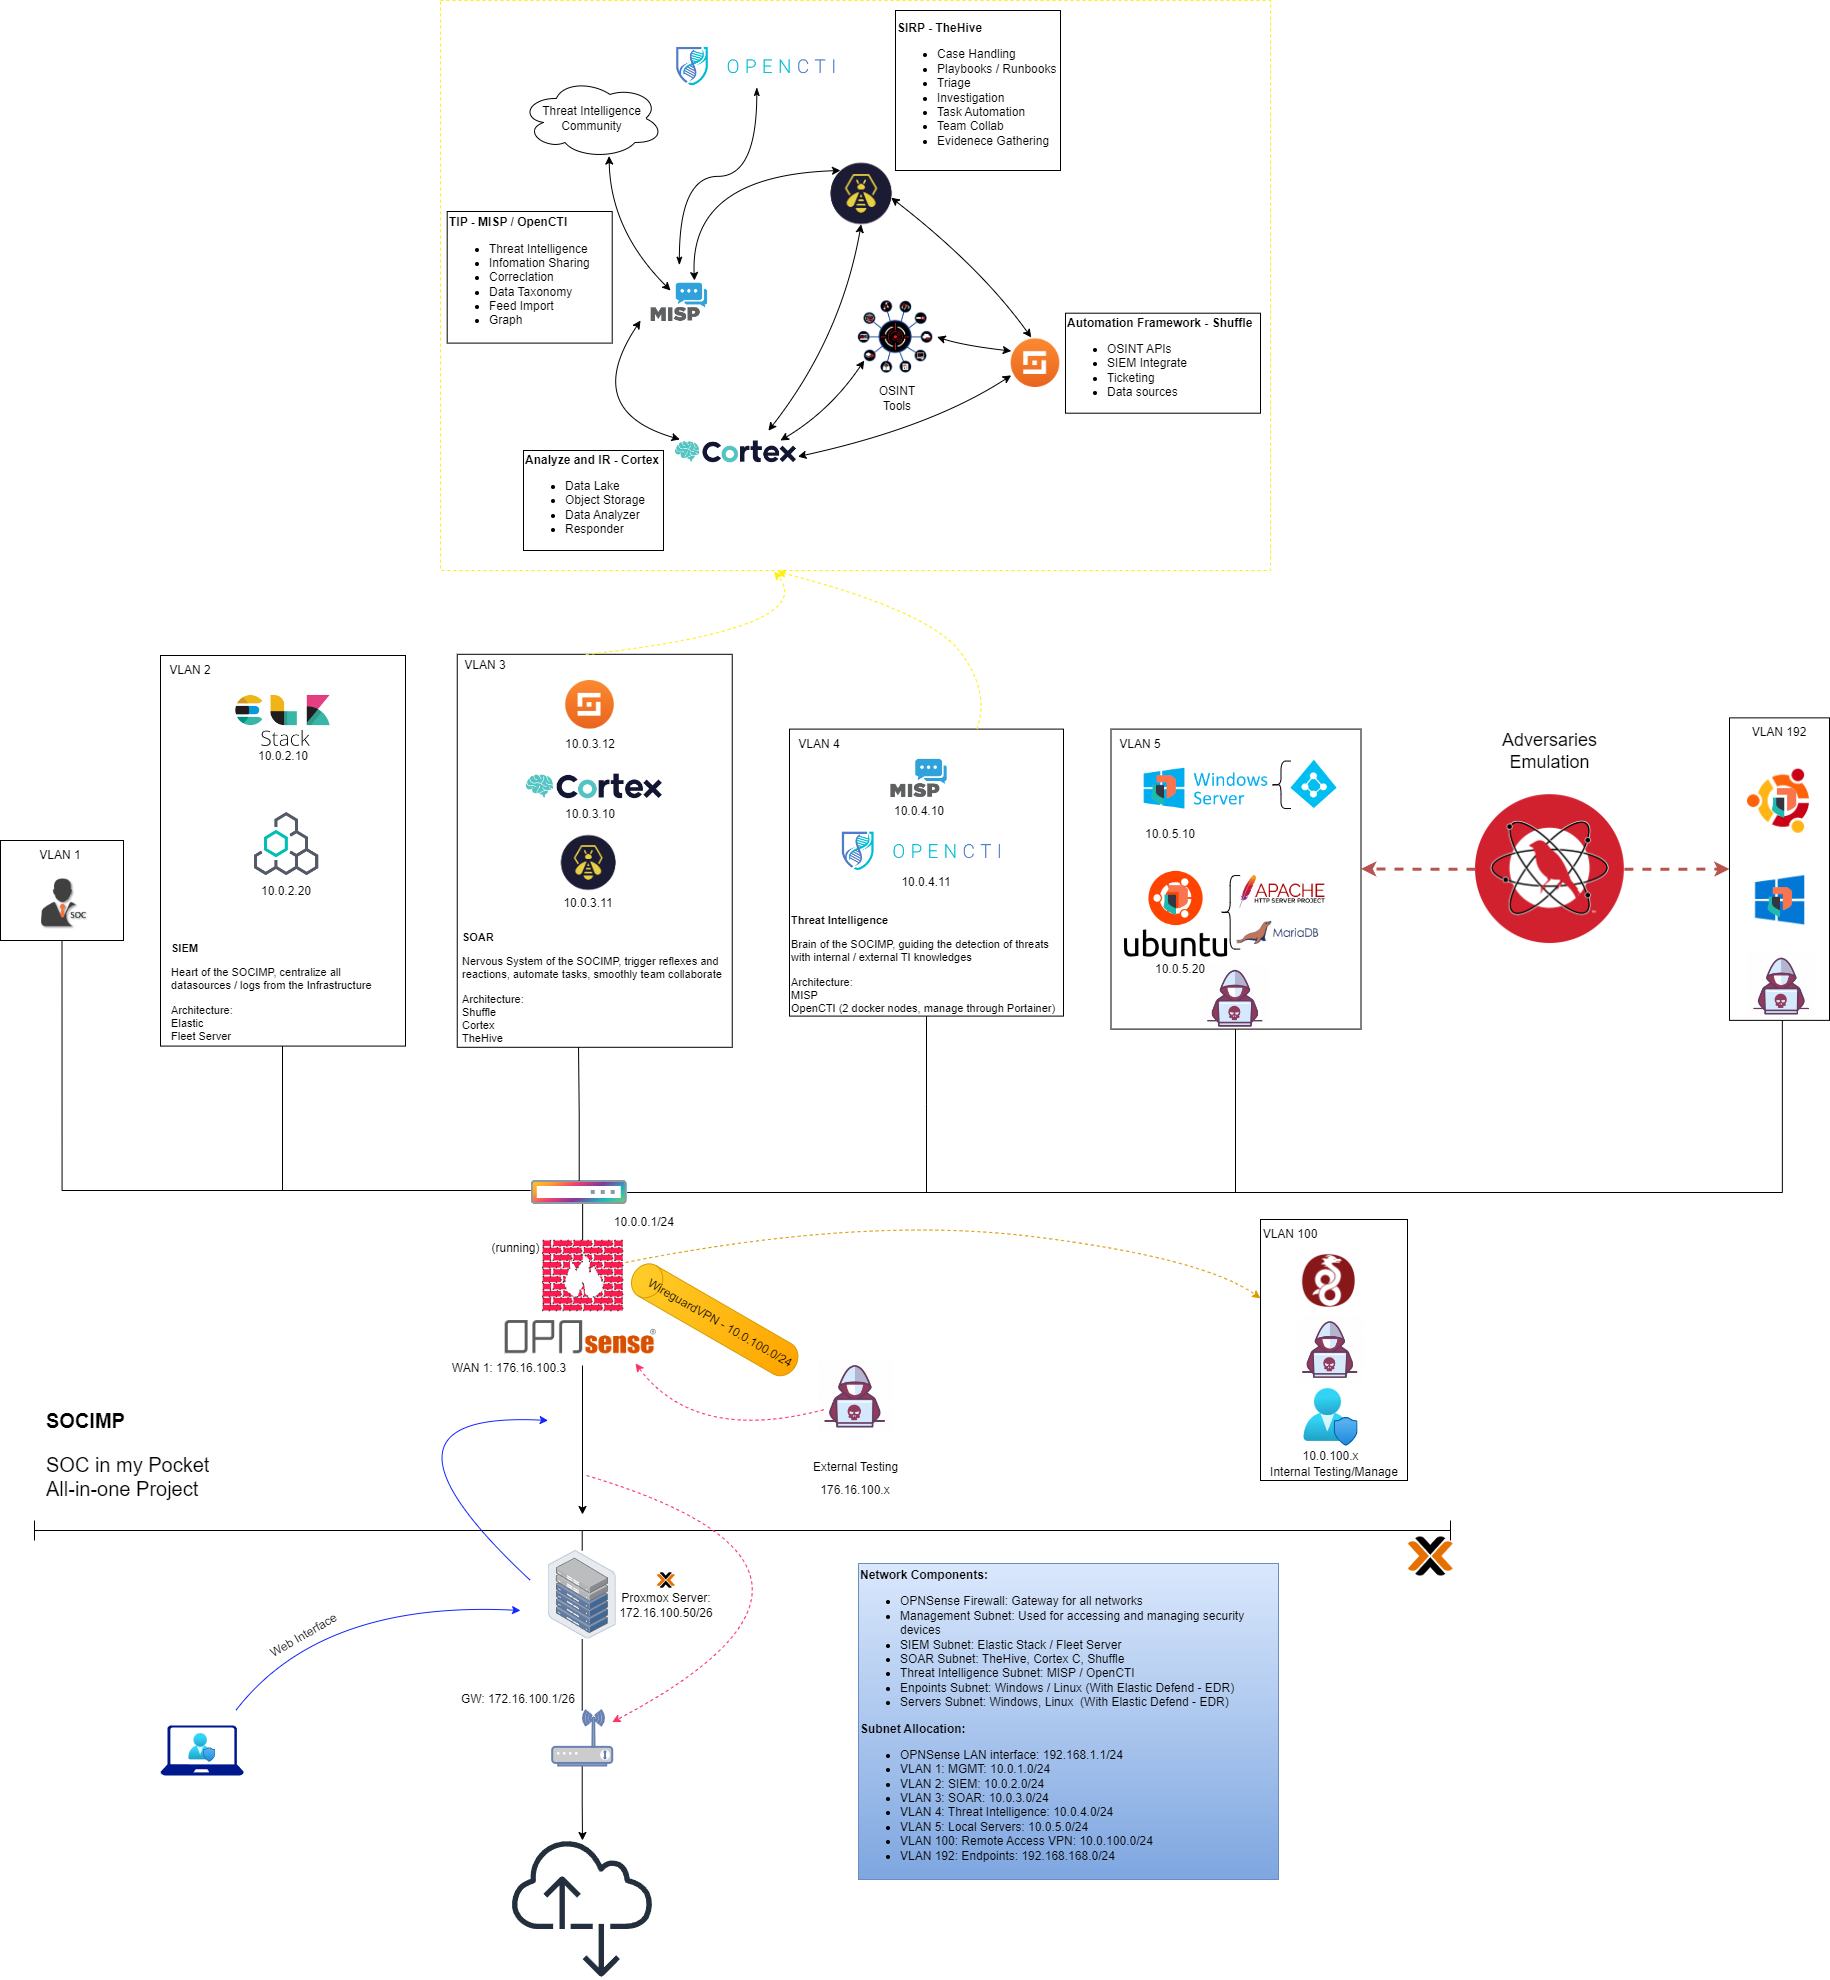 SIRP - TheHive
Case Handling
Playbooks / Runbooks
Triage
Investigation
Task Automation
Team Collab
Evidenece Gathering
OPENCTI
Threat Intelligence
Community
TIP - MISP / OpenCTI
Threat Intelligence
Infomation Sharing
Correclation
Data Taxonomy
Feed Import
Graph
MISP
Automation Framework - Shuffle
OSINT APIs
SIEM Integrate
Ticketing
Data sources
OSINT
Tools
Cortex
Analyze and IR - Cortex
Data Lake
Object Storage
Data Analyzer
Responder
VLAN 1
SOC
VLAN 2
Stack
10.0.2.10
10.0.2.20
SIEM
Heart of the SOCIMP, centralize all
datasources / logs from the Infrastructure
Architecture:
Elastic
Fleet Server
VLAN 3
10.0.3.12
Cortex
10.0.3.10
10.0.3.11
SOAR
Nervous System of the SOCIMP, trigger reflexes and
reactions, automate tasks, smoothly team collaborate
Architecture:
Shuffle
Cortex
TheHive
VLAN 4
MISP
10.0.4.10
OPENCTI
10.0.4.11
Threat Intelligence
Brain of the SOCIMP, guiding the detection of threats
with internal / external TI knowledges
Architecture:
MISP
OpenCTI (2 docker nodes, manage through Portainer)
VLAN 5
Windows
Server
10.0.5.10
APACHE
HTTP SERVER PROJECT
MariaDB
ubuntu
10.0.5.20
Adversaries
Emulation
VLAN 192
10.0.0.1/24
(running)
OPNsense
WAN 1: 176.16.100.3
WireguardVPN - 10.0.100.0/24
External Testing
176.16.100.x
VLAN 100
10.0.100.x
Internal Testing/Manage
SOCIMP
SOC in my Pocket
All-in-one Project
Proxmox Server:
172.16.100.50/26
Web Interface
GW: 172.16.100.1/26
Network Components:
OPNSense Firewall: Gateway for all networks
Management Subnet: Used for accessing and managing security
devices
SIEM Subnet: Elastic Stack / Fleet Server
SOAR Subnet: TheHive, Cortex C, Shuffle
Threat Intelligence Subnet: MISP / OpenCTI
Enpoints Subnet: Windows / Linux (With Elastic Defend - EDR)
Servers Subnet: Windows, Linux (With Elastic Defend - EDR)
Subnet Allocation:
OPNSense LAN interface: 192.168.1.1/24
VLAN 1: MGMT: 10.0.1.0/24
VLAN 2: SIEM: 10.0.2.0/24
VLAN 3: SOAR: 10.0.3.0/24
VLAN 4: Threat Intelligence: 10.0.4.0/24
VLAN 5: Local Servers: 10.0.5.0/24
VLAN 100: Remote Access VPN: 10.0.100.0/24
VLAN 192: Endpoints: 192.168.168.0/24